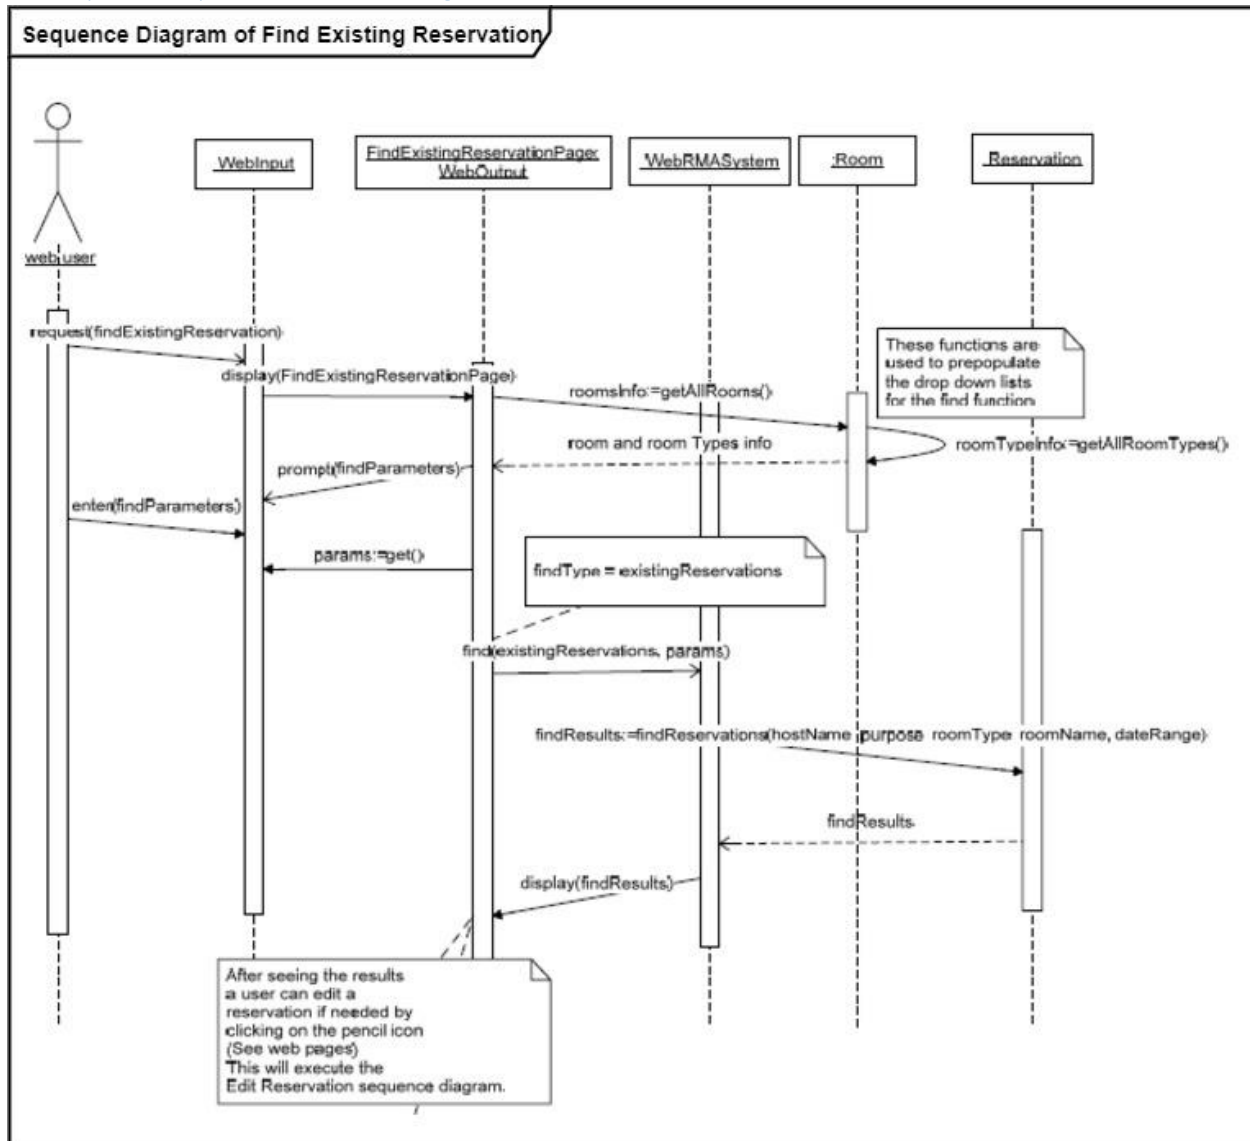 Sequence Diagram of Find Existing Reservation
WebInput
FindExistingReservationPage:
WebOutput
WebRMASystem
:Room
Reservation
web user
request(findExistingReservation)
display(FindExistingReservationPage)
roomsInfo:=getAllRooms()
These functions are
used to prepopulate
the drop down lists
for the find function
room and room Types info
roomTypeInfo:=getAllRoomTypes()
prompt(findParameters)
enter(findParameters)
params:=get()
findType = existingReservations
find(existingReservations, params)
findResults:=findReservations(hostName, purpose, roomType, roomName, dateRange)
findResults
display(findResults)
After seeing the results
a user can edit a
reservation if needed by
clicking on the pencil icon
(See web pages)
This will execute the
Edit Reservation sequence diagram.